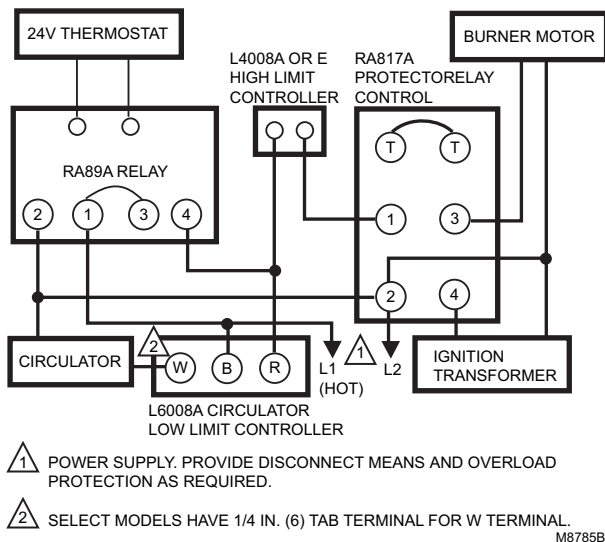 24V THERMOSTAT
L4008A OR E
HIGH LIMIT
CONTROLLER
RA817A
PROTECTORELAY
CONTROL
BURNER MOTOR
RA89A RELAY
T
T
2
1
3
4
1
3
2
4
CIRCULATOR
2
W
B
R
L1
(HOT)
1
L2
IGNITION
TRANSFORMER
L6008A CIRCULATOR
LOW LIMIT CONTROLLER
1 POWER SUPPLY. PROVIDE DISCONNECT MEANS AND OVERLOAD
PROTECTION AS REQUIRED.
2 SELECT MODELS HAVE 1/4 IN. (6) TAB TERMINAL FOR W TERMINAL.
M8785B